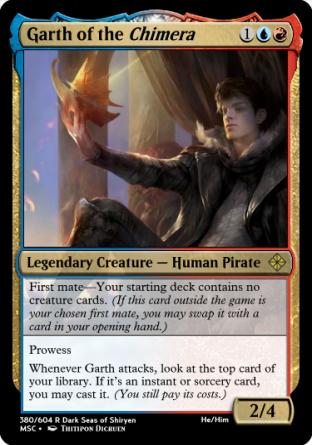 Garth of the Chimera 1
Legendary Creature — Human Pirate
First mate—Your starting deck contains no
creature cards. (If this card outside the game
is your chosen first mate, you may swap it with
a card in your opening hand.)
Prowess
Whenever Garth attacks, look at the top card of
your library. If it's an instant or sorcery card,
you may cast it. (You still pay its costs.)
2/4
380/604 R Dark Seas of Shiryen He/Him
MSC • Thitipon Dicruen